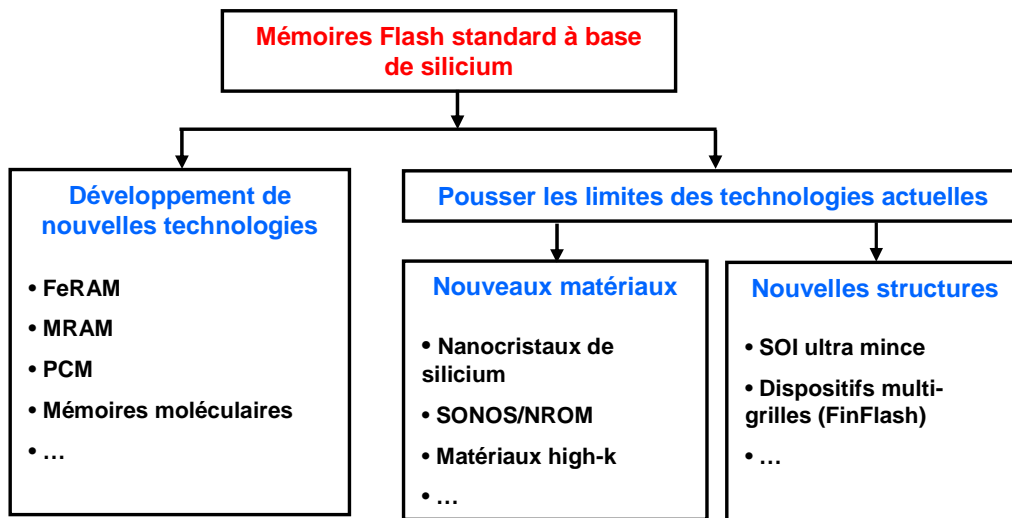 Mémoires Flash standard à base
de silicium
Développement de
nouvelles technologies
• FeRAM
• MRAM
• PCM
• Mémoires moléculaires
• …
Pousser les limites des technologies actuelles
Nouveaux matériaux
• Nanocristaux de
silicium
• SONOS/NROM
• Matériaux high-k
• …
Nouvelles structures
• SOI ultra mince
• Dispositifs multi-
grilles (FinFlash)
• …